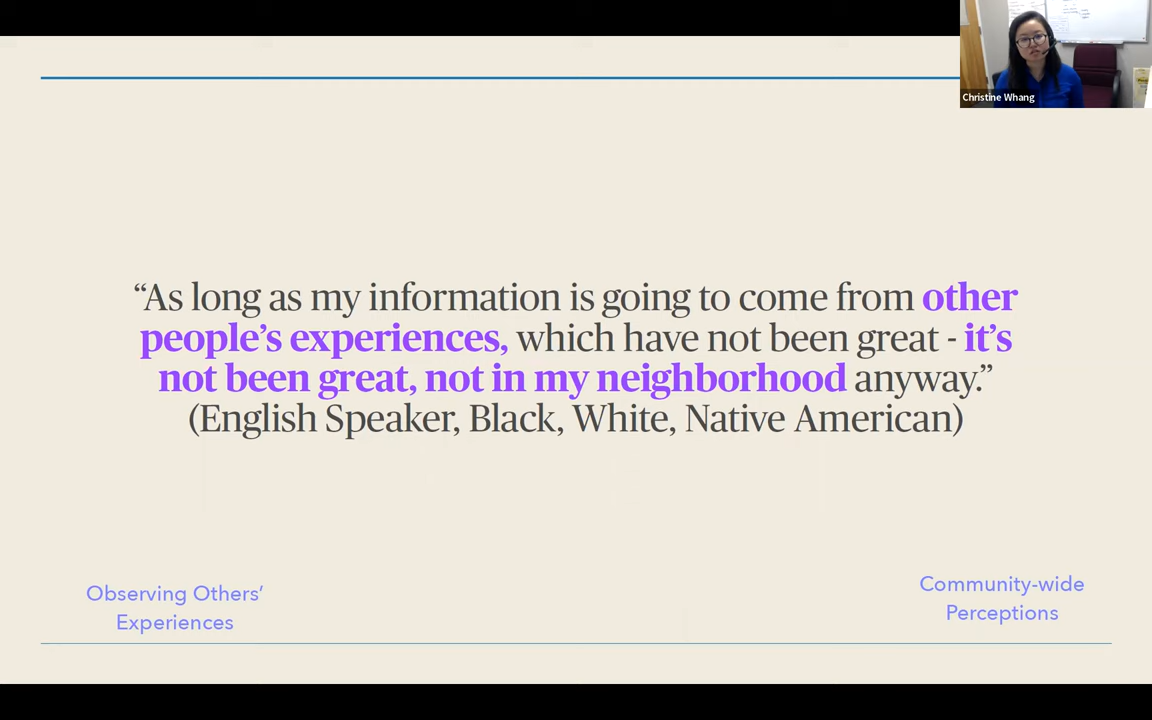 Christine Whang
“As long as my information is going to come from other
people’s experiences, which have not been great - it’s
not been great, not in my neighborhood anyway.”
(English Speaker, Black, White, Native American)
Observing Others’
Experiences
Community-wide
Perceptions